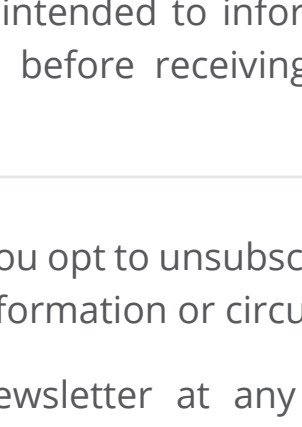 intended to infor
before receiving
ou opt to unsubsc
formation or circu
ewsletter at any